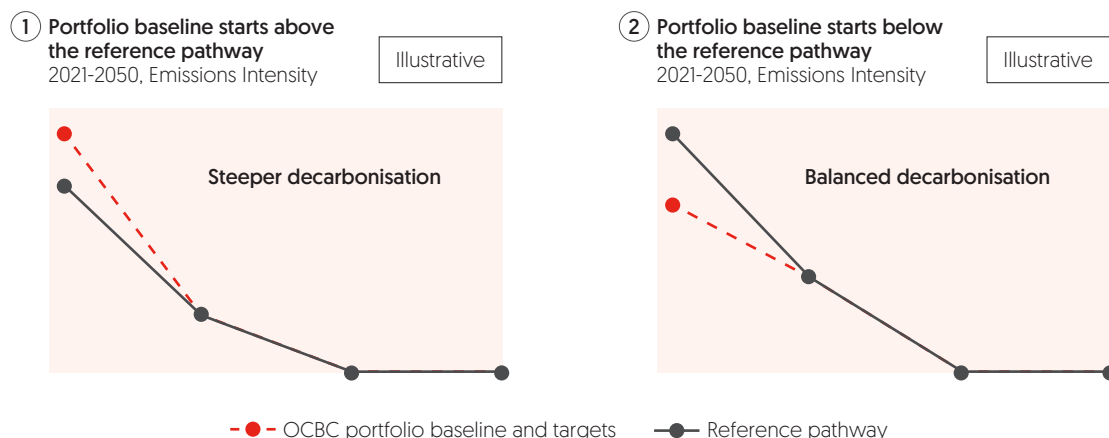 1 Portfolio baseline starts above
the reference pathway
2021-2050, Emissions Intensity
Illustrative
Steeper decarbonisation
2 Portfolio baseline starts below
the reference pathway
2021-2050, Emissions Intensity
Illustrative
Balanced decarbonisation
OCBC portfolio baseline and targets
Reference pathway